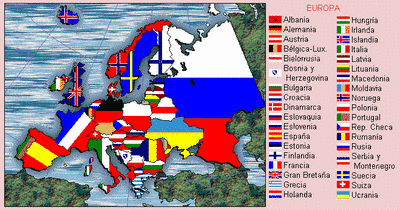 EUROPA
Albania
Alemania
Austria
Bélgica-Lux.
Bielorrusia
Bosnia y
Herzegovina
Bulgaria
Croacia
Dinamarca
Eslovaquia
Eslovenia
España
Estonia
Finlandia
Francia
Gran Bretaña
Grecia
Holanda
Hungría
Irlanda
Islandia
Italia
Latvia
Lituania
Macedonia
Moldavia
Noruega
Polonia
Portugal
Rep. Checa
Rumanía
Rusia
Serbia y
Montenegro
Suecia
Suiza
Ucrania